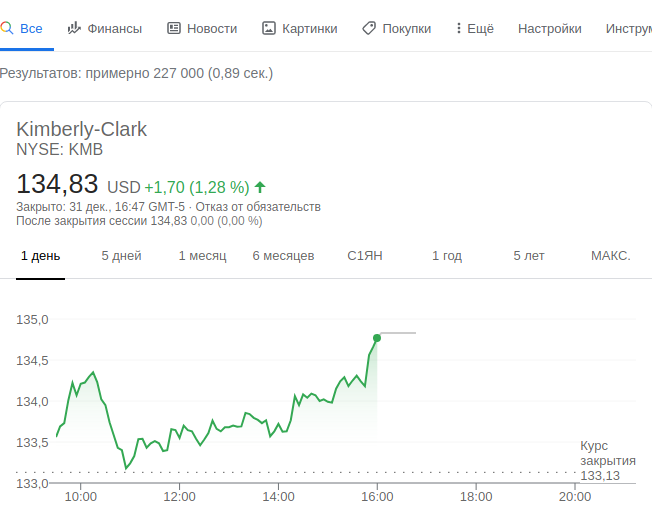 Все Финансы Новости Картинки Покупки Ещё Настройки
Результатов: примерно 227 000 (0,89 сек.)
Kimberly-Clark
NYSE: KMB
134,83 USD +1,70 (1,28 %)
Закрыто: 31 дек., 16:47 GMT-5 · Отказ от обязательств
После закрытия сессии 134,83 0,00 (0,00 %)
1 день 5 дней 1 месяц 6 месяцев С1ЯН 1 год 5 лет МАКС.
135,0
134,5
134,0
133,5
Курс
закрытия
133,13
133,0
10:00 12:00 14:00 16:00 18:00 20:00